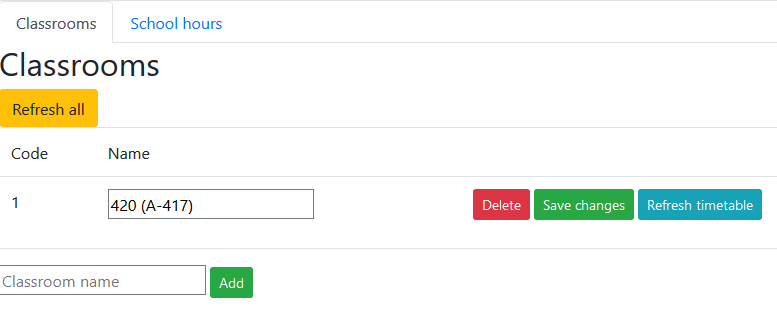 Classrooms School hours
Classrooms
Refresh all
Code Name
1 420 (A-417) Delete Save changes Refresh timetable
Classroom name Add